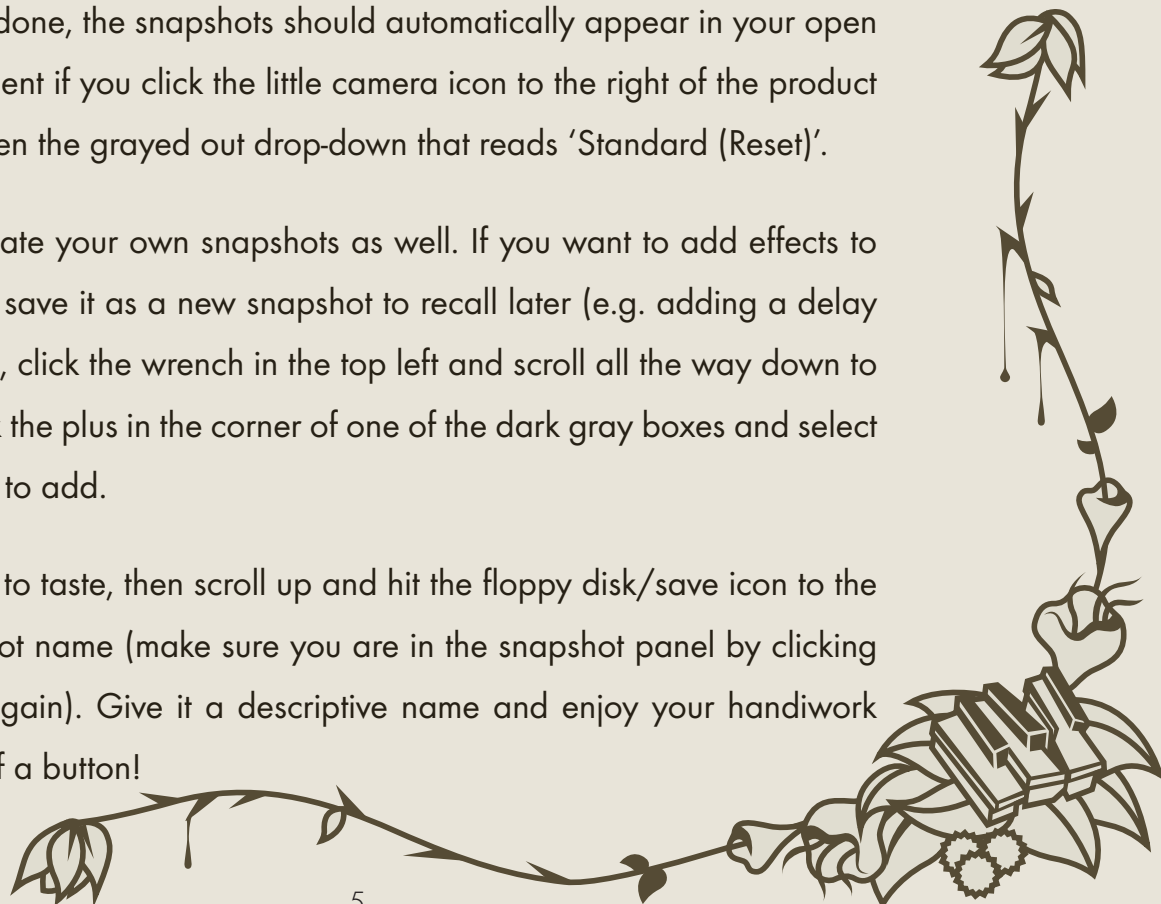 done, the snapshots should automatically appear in your open
ent if you click the little camera icon to the right of the product
en the grayed out drop-down that reads ‘Standard (Reset)’.
ate your own snapshots as well. If you want to add effects to
save it as a new snapshot to recall later (e.g. adding a delay
, click the wrench in the top left and scroll all the way down to
the plus in the corner of one of the dark gray boxes and select
to add.
to taste, then scroll up and hit the floppy disk/save icon to the
ot name (make sure you are in the snapshot panel by clicking
gain). Give it a descriptive name and enjoy your handiwork
f a button!
5